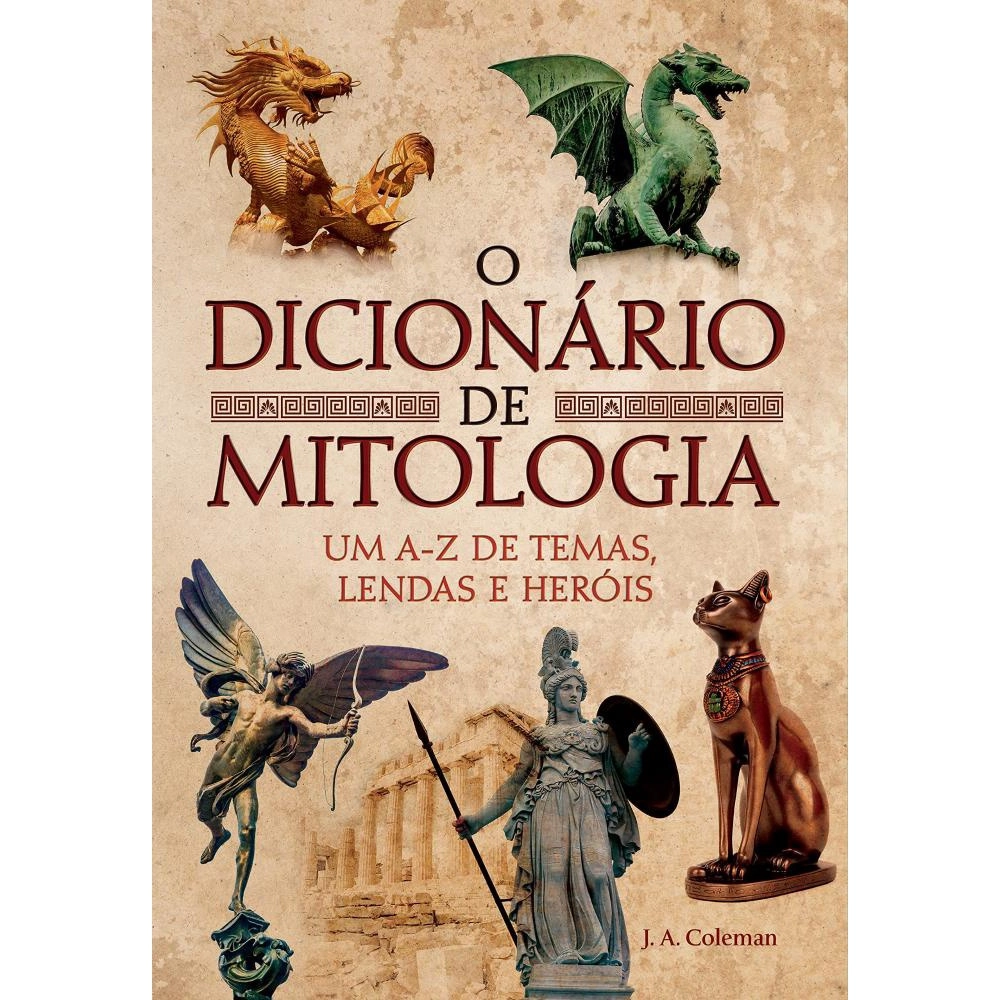 O
DICIONÁRIO
DE
MITOLOGIA
UM A-Z DE TEMAS,
LENDAS E HERÓIS
J. A. Coleman